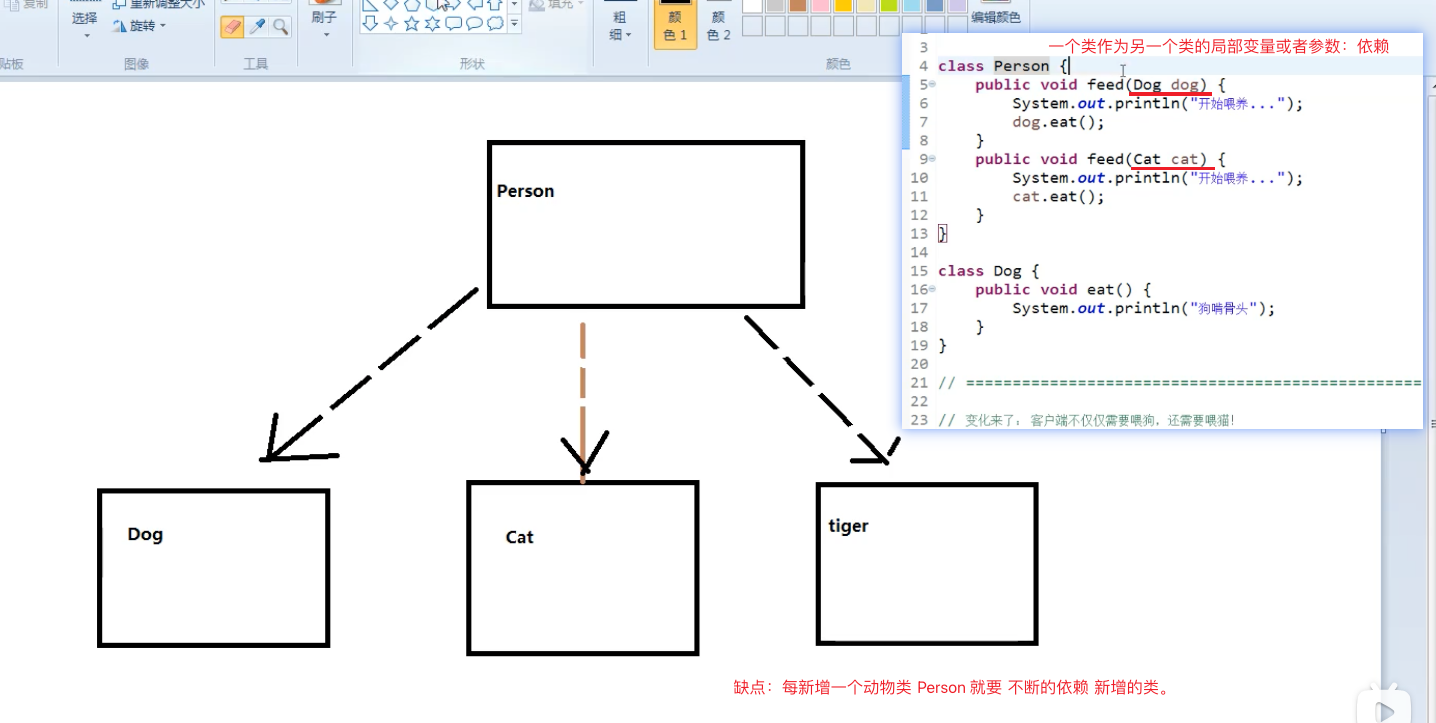 复制
重新调整大小
选择
旋转
刷子
填充
粗
细
颜
色 1
颜
色 2
编辑颜色
贴板
图像
工具
形状
颜色
一个类作为另一个类的局部变量或者参数：依赖
3
4 class Person {
5 public void feed(Dog dog) {
6 System.out.println("开始喂养...");
7 dog.eat();
8 }
9 public void feed(Cat cat) {
10 System.out.println("开始喂养...");
11 cat.eat();
12 }
13 }
14
15 class Dog {
16 public void eat() {
17 System.out.println("狗啃骨头");
18 }
19 }
20
21 // ================================================
22
23 // 变化来了：客户端不仅仅需要喂狗，还需要喂猫！
Person
Dog
Cat
tiger
缺点：每新增一个动物类 Person 就要 不断的依赖 新增的类。